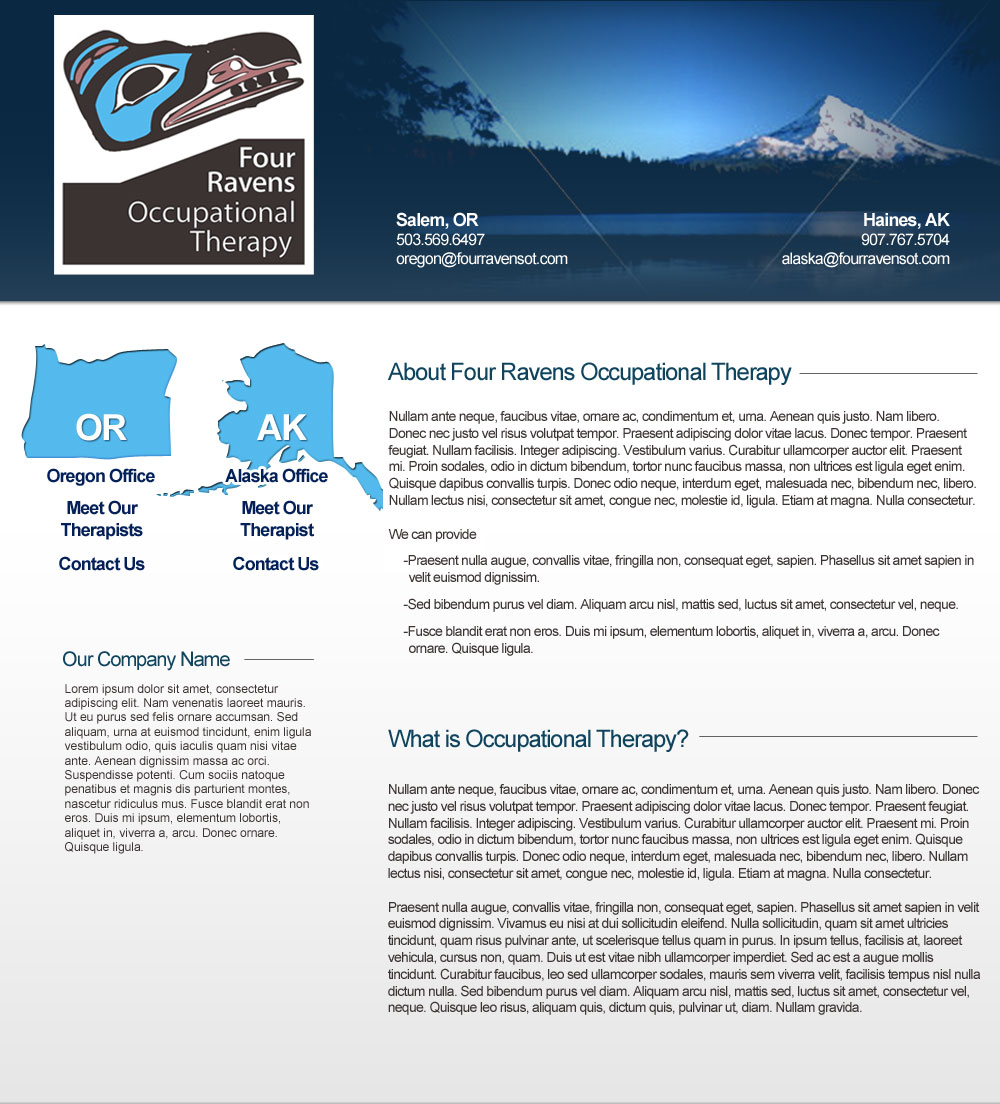 Four
Ravens
Occupational
Therapy
Salem, OR
503.569.6497
oregon@fourravensot.com
Haines, AK
907.767.5704
alaska@fourravensot.com
OR
Oregon Office
Meet Our
Therapists
Contact Us
AK
Alaska Office
Meet Our
Therapist
Contact Us
Our Company Name
Lorem ipsum dolor sit amet, consectetur
adipiscing elit. Nam venenatis laoreet mauris.
Ut eu purus sed felis ornare accumsan. Sed
aliquam, urna at euismod tincidunt, enim ligula
vestibulum odio, quis iaculis quam nisi vitae
ante. Aenean dignissim massa ac orci.
Suspendisse potenti. Cum sociis natoque
penatibus et magnis dis parturient montes,
nascetur ridiculus mus. Fusce blandit erat non
eros. Duis mi ipsum, elementum lobortis,
aliquet in, viverra a, arcu. Donec ornare.
Quisque ligula.
About Four Ravens Occupational Therapy
Nullam ante neque, faucibus vitae, ornare ac, condimentum et, urna. Aenean quis justo. Nam libero.
Donec nec justo vel risus volutpat tempor. Praesent adipiscing dolor vitae lacus. Donec tempor. Praesent
feugiat. Nullam facilisis. Integer adipiscing. Vestibulum varius. Curabitur ullamcorper auctor elit. Praesent
mi. Proin sodales, odio in dictum bibendum, tortor nunc faucibus massa, non ultrices est ligula eget enim.
Quisque dapibus convallis turpis. Donec odio neque, interdum eget, malesuada nec, bibendum nec, libero.
Nullam lectus nisi, consectetur sit amet, congue nec, molestie id, ligula. Etiam at magna. Nulla consectetur.
We can provide
-Praesent nulla augue, convallis vitae, fringilla non, consequat eget, sapien. Phasellus sit amet sapien in
velit euismod dignissim.
-Sed bibendum purus vel diam. Aliquam arcu nisl, mattis sed, luctus sit amet, consectetur vel, neque.
-Fusce blandit erat non eros. Duis mi ipsum, elementum lobortis, aliquet in, viverra a, arcu. Donec
ornare. Quisque ligula.
What is Occupational Therapy?
Nullam ante neque, faucibus vitae, ornare ac, condimentum et, urna. Aenean quis justo. Nam libero. Donec
nec justo vel risus volutpat tempor. Praesent adipiscing dolor vitae lacus. Donec tempor. Praesent feugiat.
Nullam facilisis. Integer adipiscing. Vestibulum varius. Curabitur ullamcorper auctor elit. Praesent mi. Proin
sodales, odio in dictum bibendum, tortor nunc faucibus massa, non ultrices est ligula eget enim. Quisque
dapibus convallis turpis. Donec odio neque, interdum eget, malesuada nec, bibendum nec, libero. Nullam
lectus nisi, consectetur sit amet, congue nec, molestie id, ligula. Etiam at magna. Nulla consectetur.
Praesent nulla augue, convallis vitae, fringilla non, consequat eget, sapien. Phasellus sit amet sapien in velit
euismod dignissim. Vivamus eu nisi at dui sollicitudin eleifend. Nulla sollicitudin, quam sit amet ultricies
tincidunt, quam risus pulvinar ante, ut scelerisque tellus quam in purus. In ipsum tellus, facilisis at, laoreet
vehicula, cursus non, quam. Duis ut est vitae nibh ullamcorper imperdiet. Sed ac est a augue mollis
tincidunt. Curabitur faucibus, leo sed ullamcorper sodales, mauris sem viverra velit, facilisis tempus nisl nulla
dictum nulla. Sed bibendum purus vel diam. Aliquam arcu nisl, mattis sed, luctus sit amet, consectetur vel,
neque. Quisque leo risus, aliquam quis, dictum quis, pulvinar ut, diam. Nullam gravida.